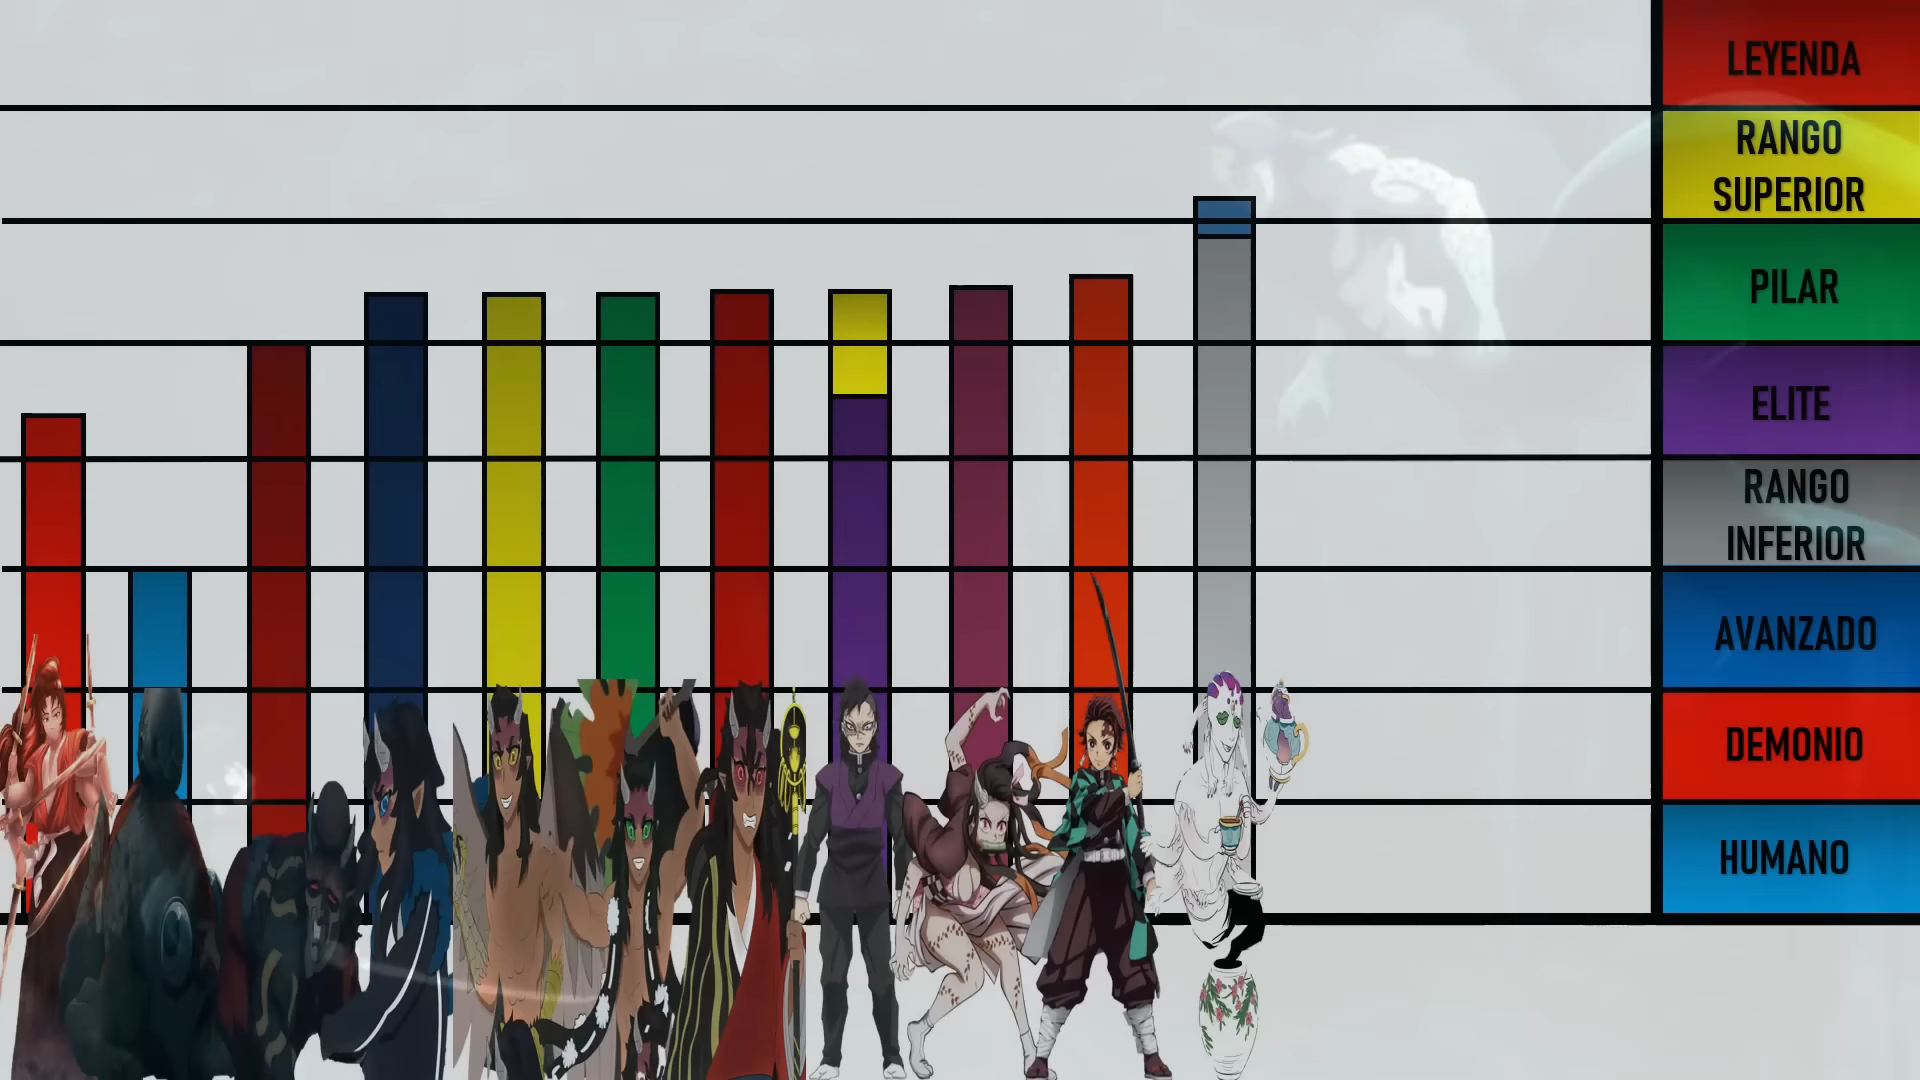 LEYENDA
RANGO
SUPERIOR
PILAR
ELITE
RANGO
INFERIOR
AVANZADO
DEMONIO
HUMANO